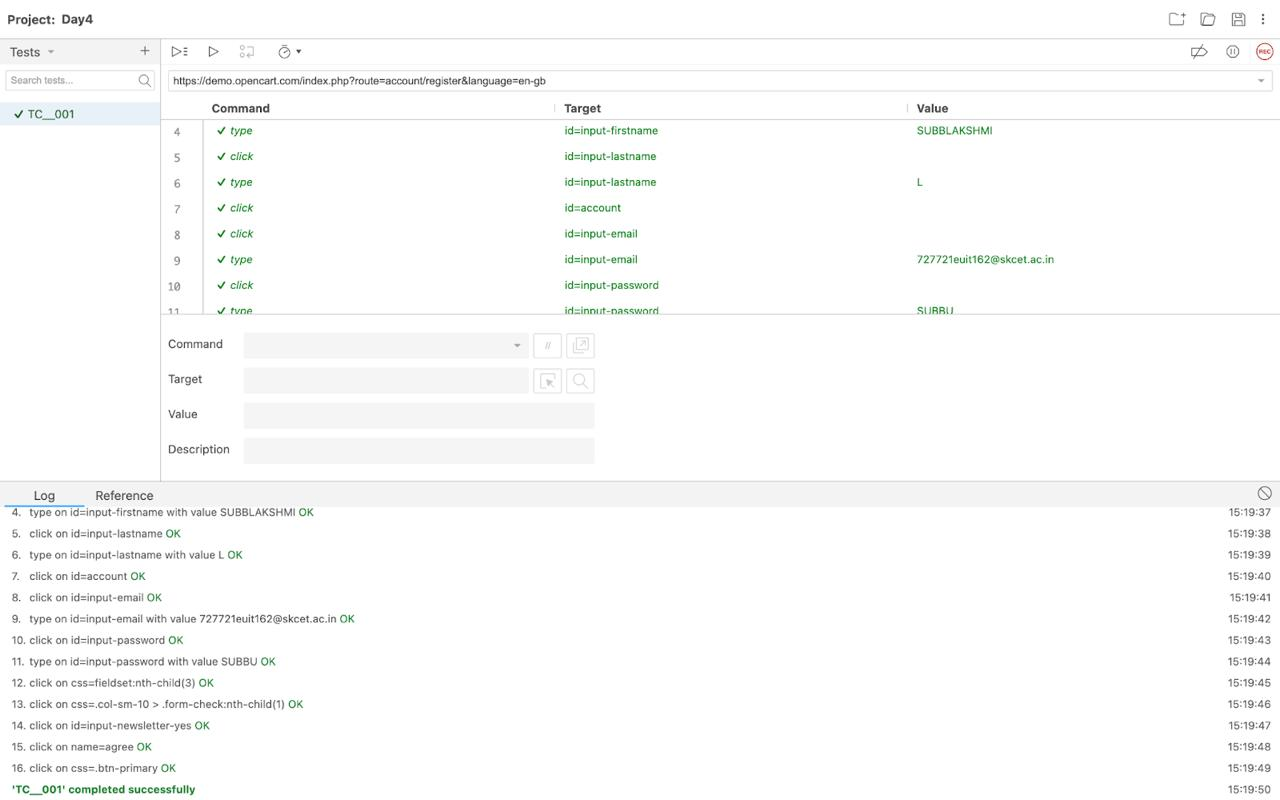 Project: Day4
Tests
Search tests...
TC__001
REC
https://demo.opencart.com/index.php?route=account/register&language=en-gb
Command Target Value
4 type id=input-firstname SUBBLAKSHMI
5 click id=input-lastname
6 type id=input-lastname L
7 click id=account
8 click id=input-email
9 type id=input-email 727721euit162@skcet.ac.in
10 click id=input-password
11 type id=input-password SUBBU
Command //
Target
Value
Description
Log Reference
4. type on id=input-firstname with value SUBBLAKSHMI OK 15:19:37
5. click on id=input-lastname OK 15:19:38
6. type on id=input-lastname with value L OK 15:19:39
7. click on id=account OK 15:19:40
8. click on id=input-email OK 15:19:41
9. type on id=input-email with value 727721euit162@skcet.ac.in OK 15:19:42
10. click on id=input-password OK 15:19:43
11. type on id=input-password with value SUBBU OK 15:19:44
12. click on css=fieldset:nth-child(3) OK 15:19:45
13. click on css=.col-sm-10 > .form-check:nth-child(1) OK 15:19:46
14. click on id=input-newsletter-yes OK 15:19:47
15. click on name=agree OK 15:19:48
16. click on css=.btn-primary OK 15:19:49
'TC__001' completed successfully 15:19:50